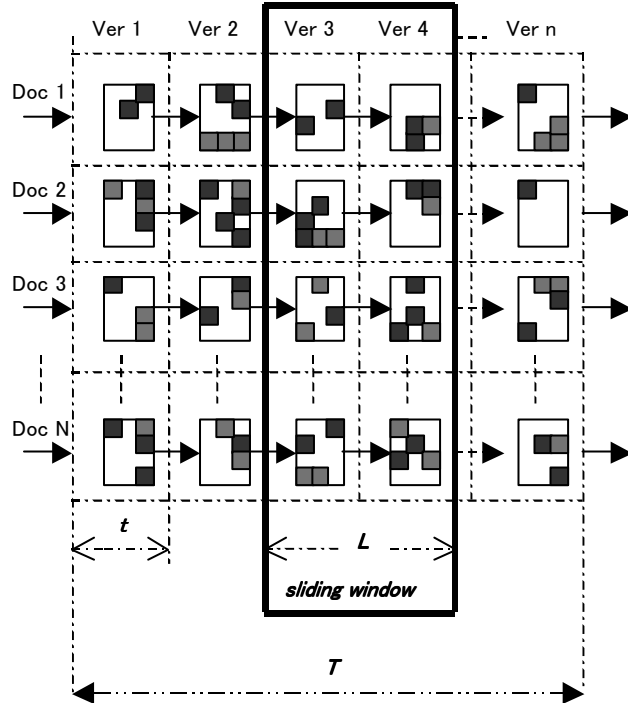 Ver 1 Ver 2 Ver 3 Ver 4 Ver n
Doc 1
Doc 2
Doc 3
Doc N
t
L
sliding window
T